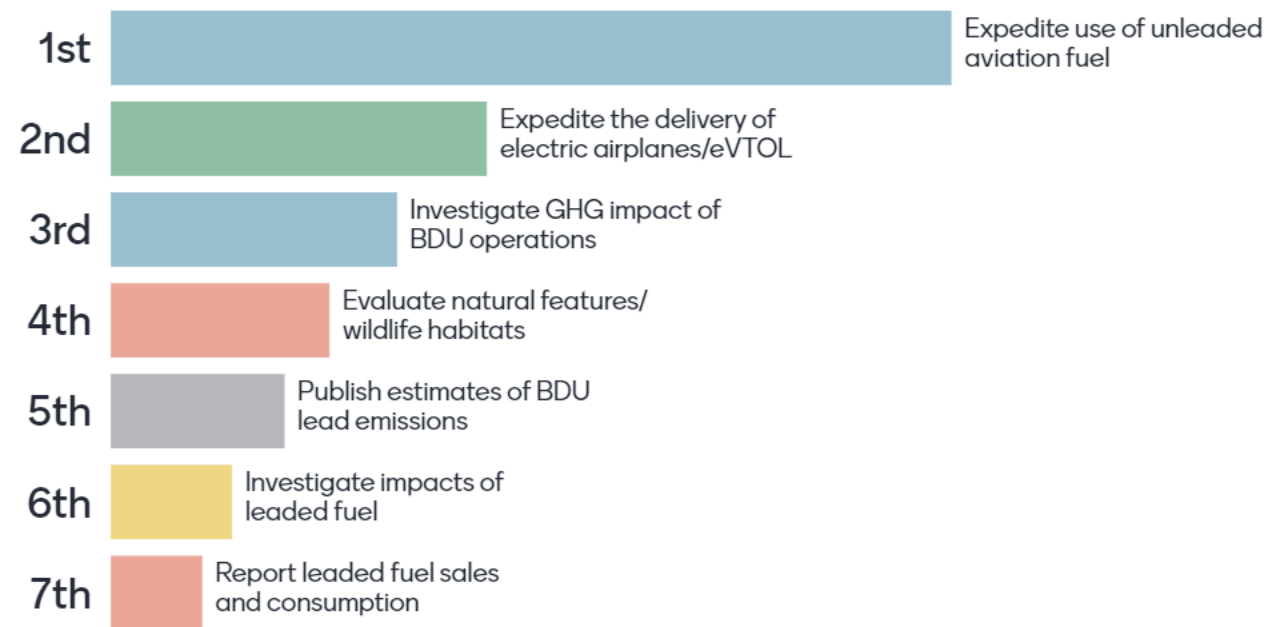 1st
Expedite use of unleaded
aviation fuel
2nd
Expedite the delivery of
electric airplanes/eVTOL
3rd
Investigate GHG impact of
BDU operations
4th
Evaluate natural features/
wildlife habitats
5th
Publish estimates of BDU
lead emissions
6th
Investigate impacts of
leaded fuel
7th
Report leaded fuel sales
and consumption